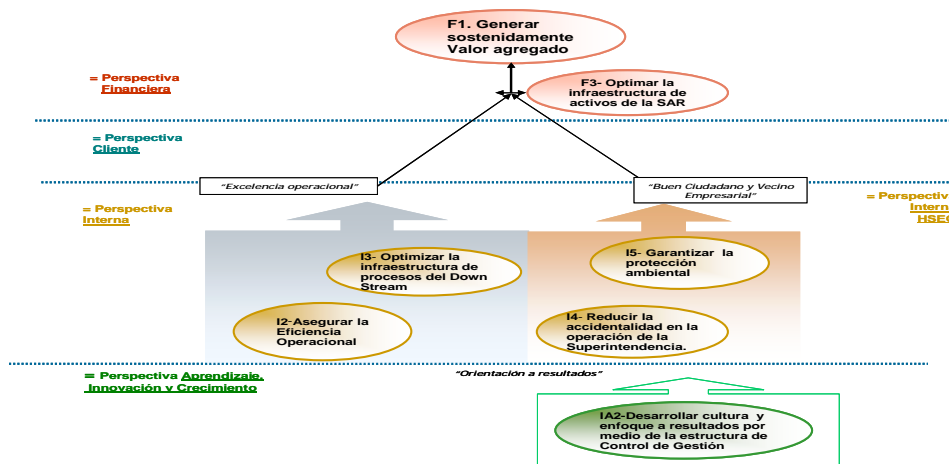 F1. Generar
sostenidamente
Valor agregado
= Perspectiva
Financiera
F3- Optimar la
infraestructura de
activos de la SAR
= Perspectiva
Cliente
“Excelencia operacional”
“Buen Ciudadano y Vecino
Empresarial”
= Perspectiva
Interna
= Perspectiv
Intern
HSEC
I3- Optimizar la
infraestructura de
procesos del Down
Stream
I5- Garantizar la
protección
ambiental
I2-Asegurar la
Eficiencia
Operacional
I4- Reducir la
accidentalidad en la
operación de la
Superintendencia.
= Perspectiva Aprendizaje,
Innovación y Crecimiento
“Orientación a resultados”
IA2-Desarrollar cultura y
enfoque a resultados por
medio de la estructura de
Control de Gestión